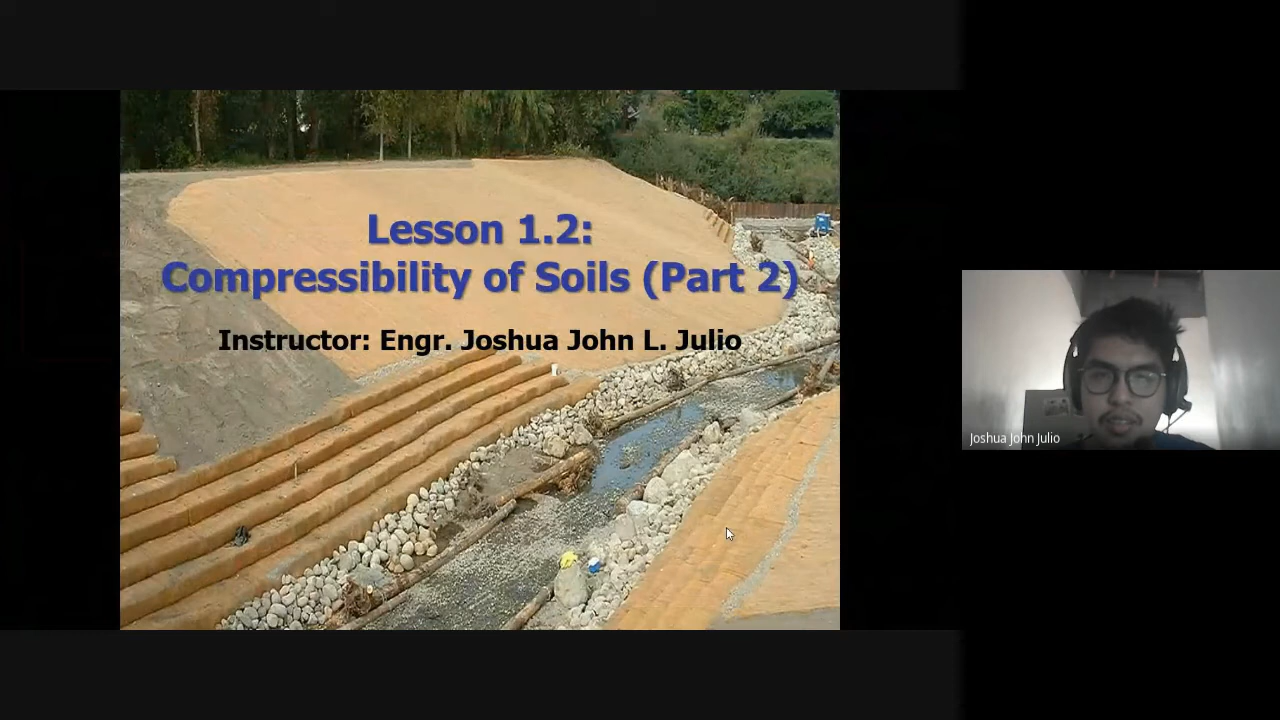 Lesson 1.2:
Compressibility of Soils (Part 2)
Instructor: Engr. Joshua John L. Julio
Joshua John Julio